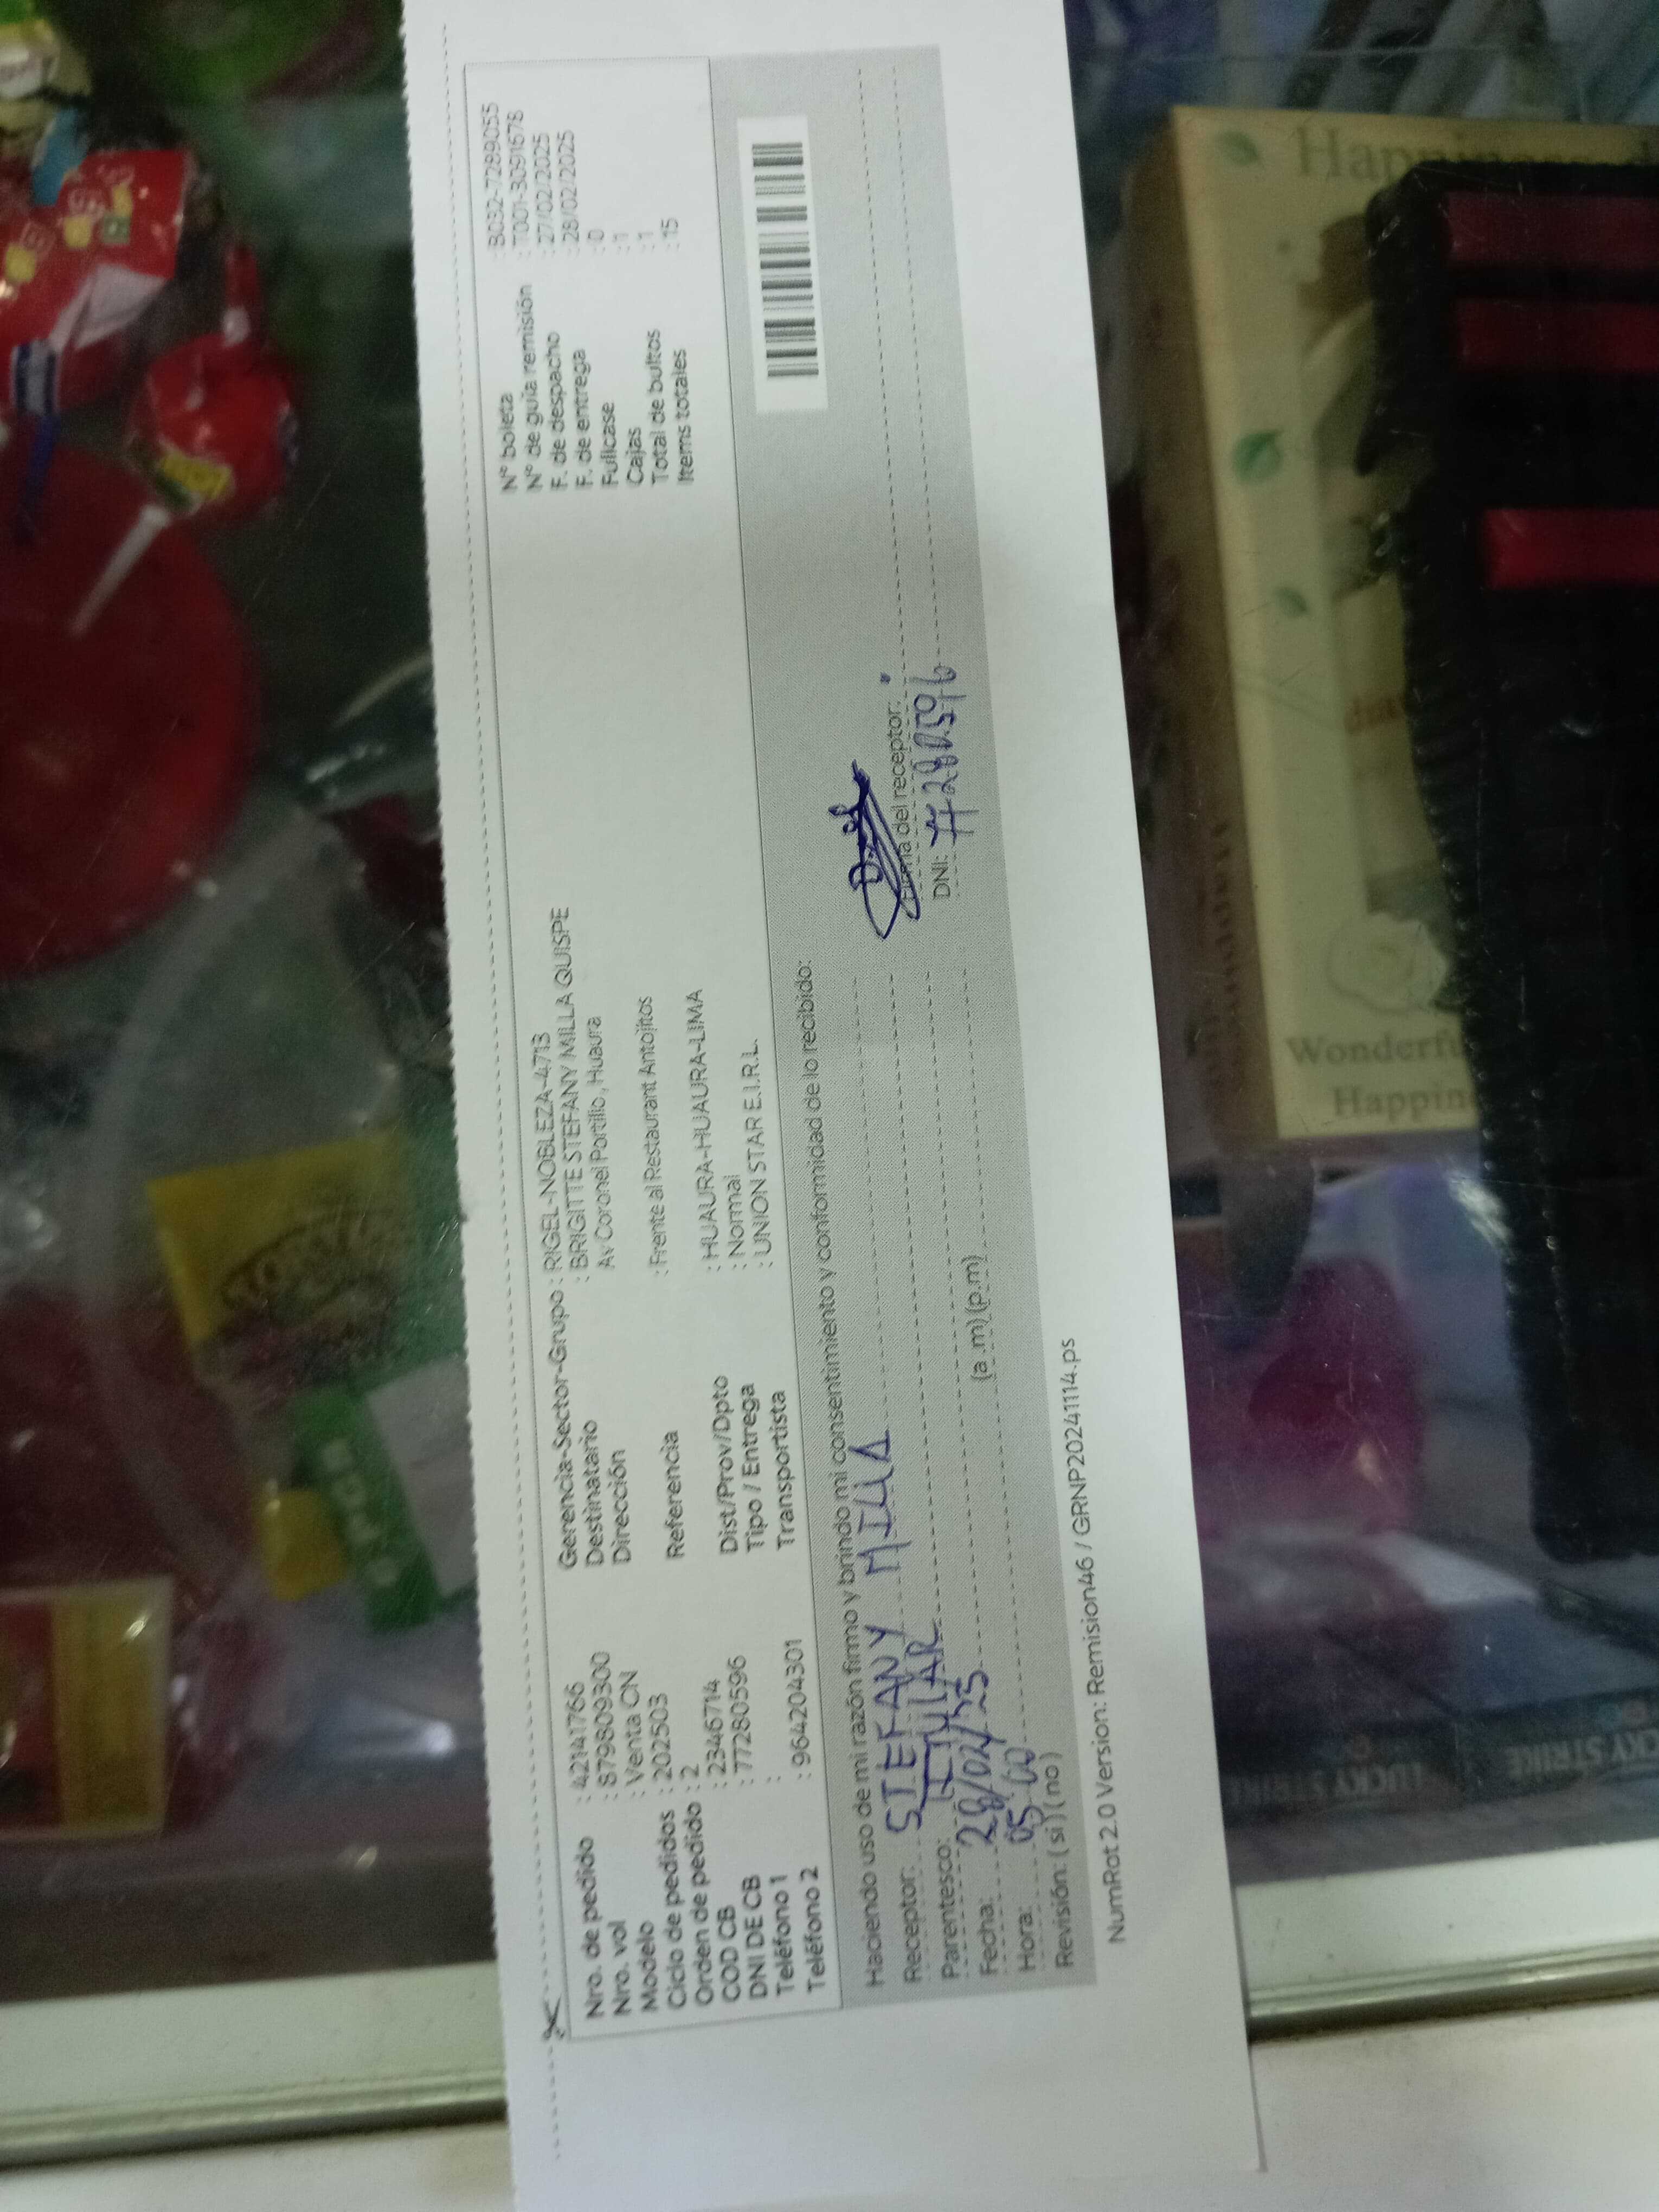 Nro. de pedido : 42141766
Nro. vol : 879809300
Modelo : Venta CN
Ciclo de pedidos : 202503
Orden de pedido : 2
COD CB : 2346714
DNI DE CB : 77280596
Teléfono 1 :
Teléfono 2 : 964204301
Gerencia-Sector-Grupo : RIGEL-NOBLEZA-4713
Destinatario : BRIGITTE STEFANY MILLA QUISPE
Dirección Av Coronel Portillo , Huaura
Referencia : Frente al Restaurant Antojitos
Dist/Prov/Dpto : HUAURA-HUAURA-LIMA
Tipo / Entrega : Normal
Transportista : UNION STAR E.I.R.L.
N° boleta : B032-7289055
N° de guía remisión : T001-3091678
F. de despacho : 27/02/2025
F. de entrega : 28/02/2025
Fullcase : 0
Cajas : 1
Total de bultos : 1
Items totales : 15
Haciendo uso de mi razón firmo y brindo mi consentimiento y conformidad de lo recibido:
Receptor: STEFANY MILLA
Parentesco: TITULAR
Fecha: 28/02/25
Hora: 05:00 (a .m) (p.m)
Revisión: ( si ) ( no )
Firma del receptor:
DNI: 77280596
NumRot 2.0 Version: Remision46 / GRNP20241114.ps
Wonderfu
Happin
LUCKY STRIKE
CKY STRIKE